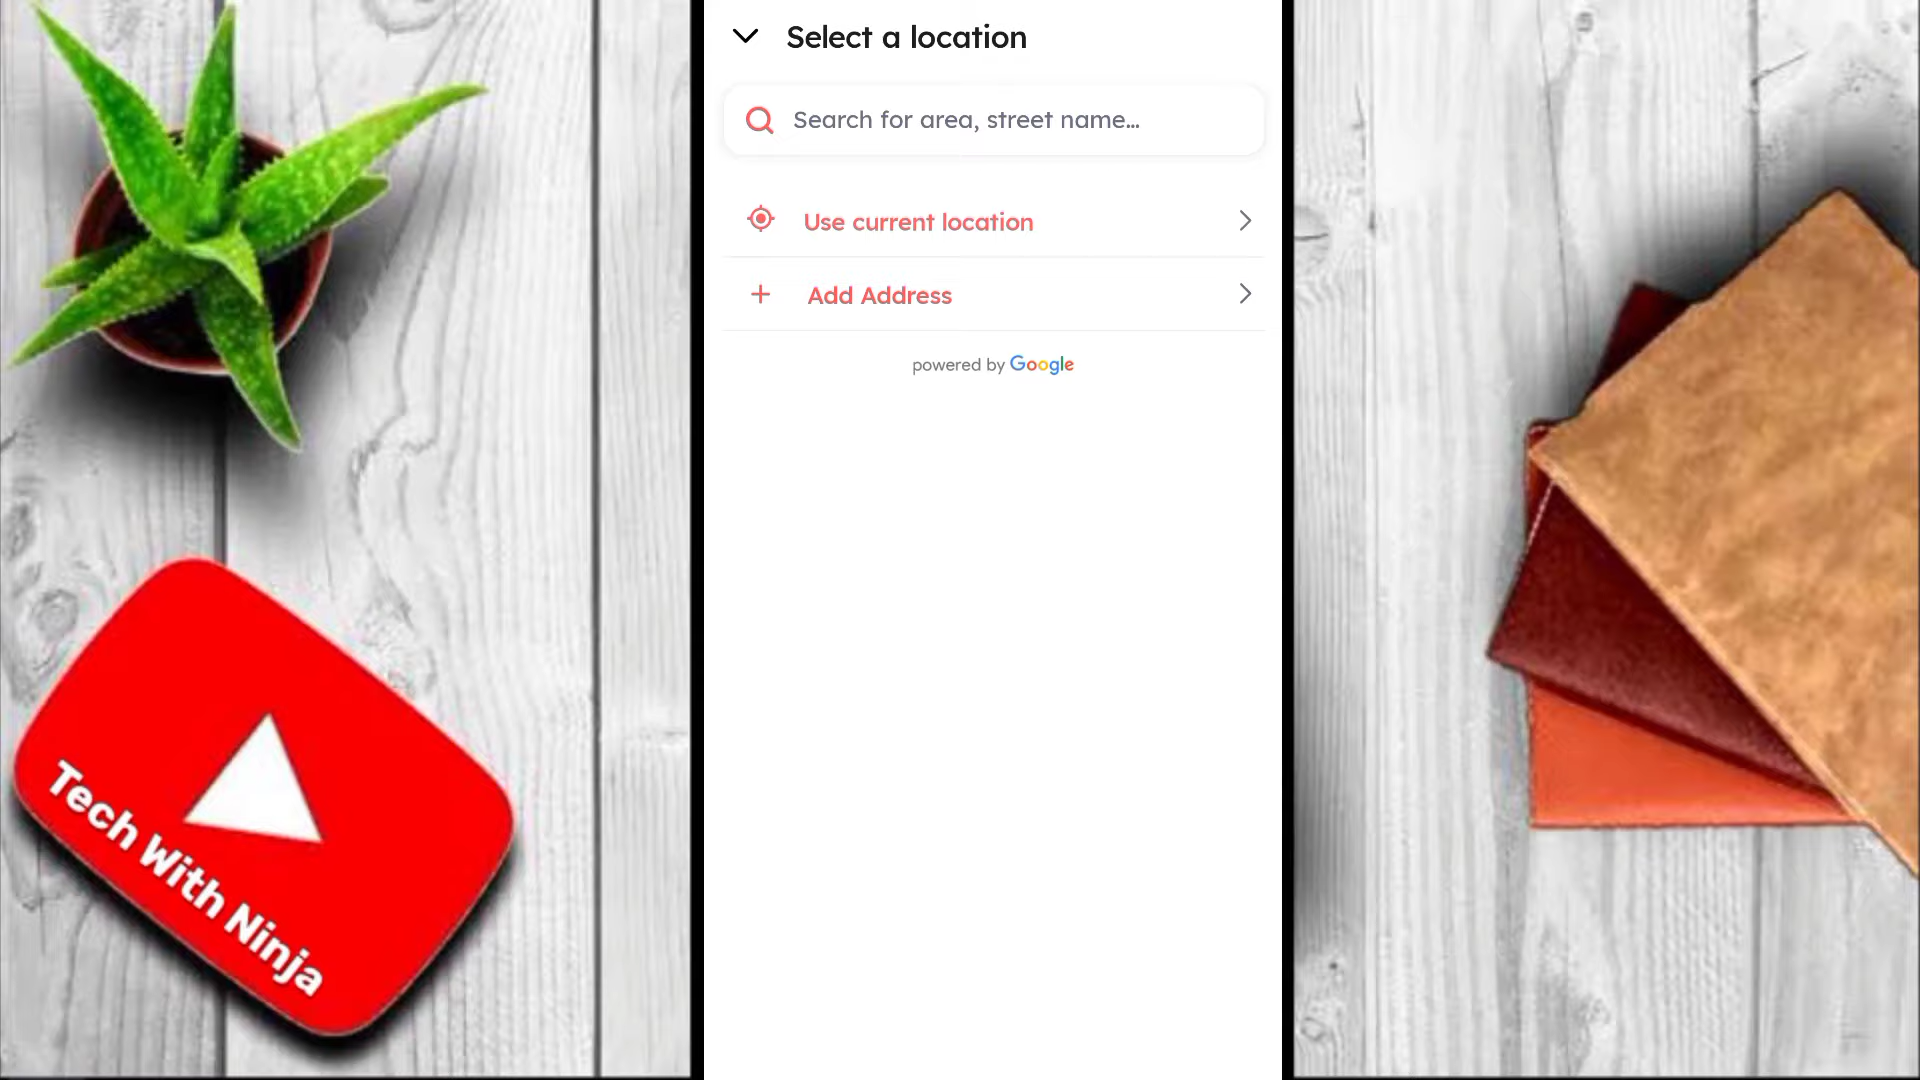 Select a location
Search for area, street name...
Use current location
Add Address
powered by Google
Tech With Ninja